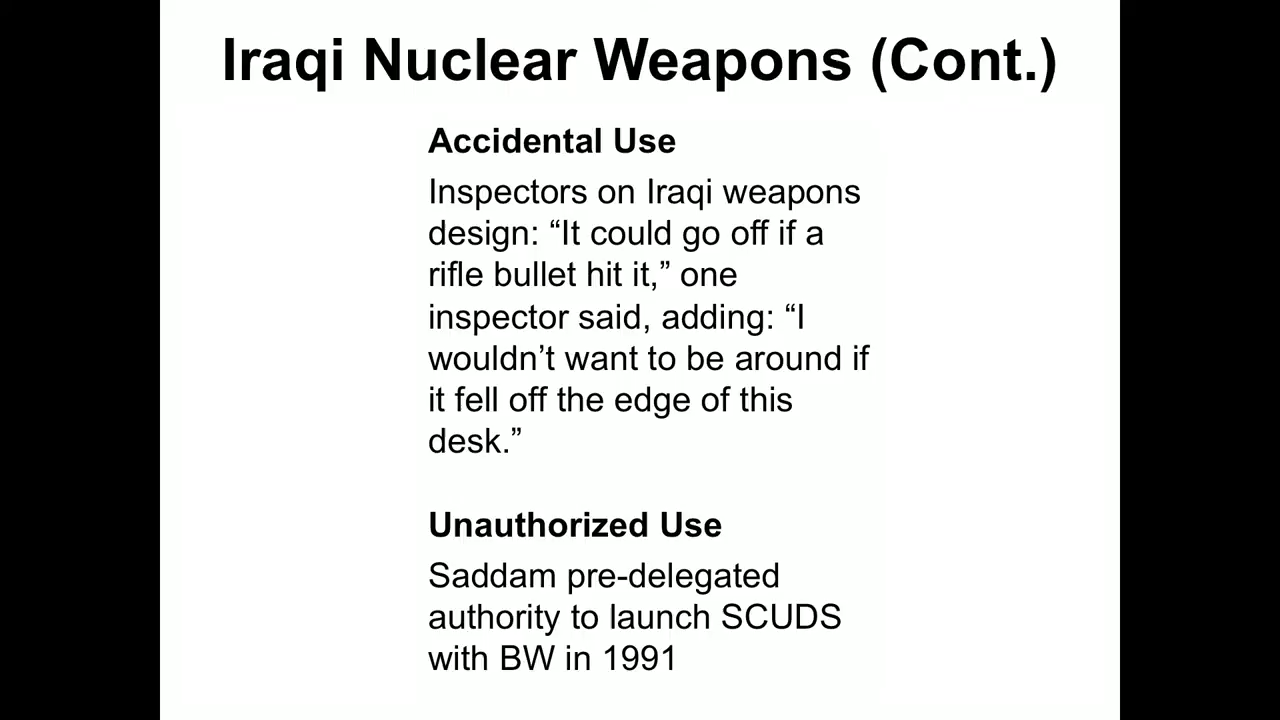 Iraqi Nuclear Weapons (Cont.)
Accidental Use
Inspectors on Iraqi weapons
design: “It could go off if a
rifle bullet hit it,” one
inspector said, adding: “I
wouldn’t want to be around if
it fell off the edge of this
desk.”
Unauthorized Use
Saddam pre-delegated
authority to launch SCUDS
with BW in 1991